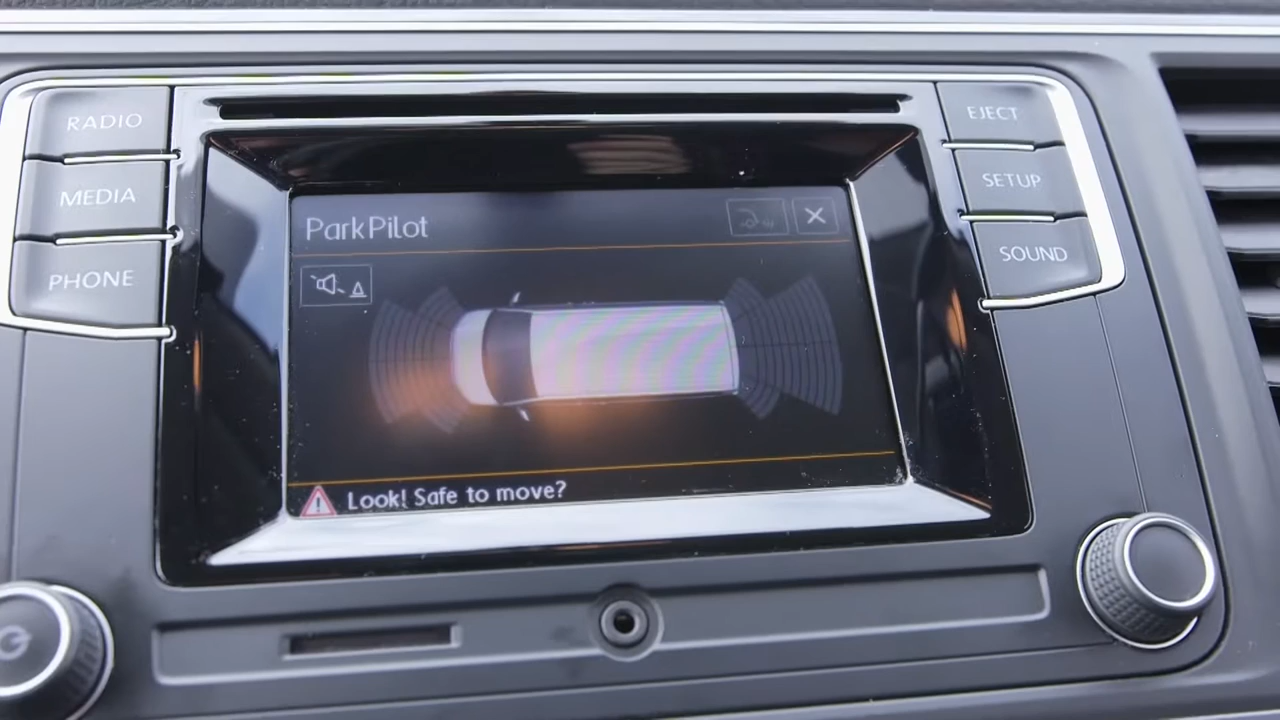 RADIO
MEDIA
PHONE
EJECT
SETUP
SOUND
ParkPilot
Look! Safe to move?